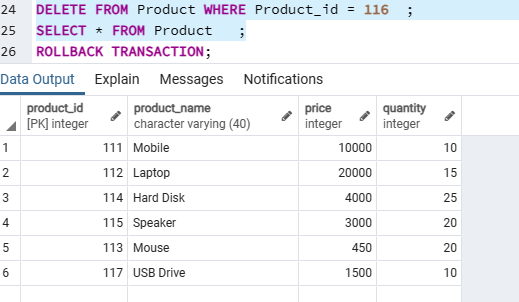 24 DELETE FROM Product WHERE Product_id = 116 ;
25 SELECT * FROM Product ;
26 ROLLBACK TRANSACTION;
Data Output Explain Messages Notifications
product_id product_name price quantity
[PK] integer character varying (40) integer integer
1 111 Mobile 10000 10
2 112 Laptop 20000 15
3 114 Hard Disk 4000 25
4 115 Speaker 3000 20
5 113 Mouse 450 20
6 117 USB Drive 1500 10